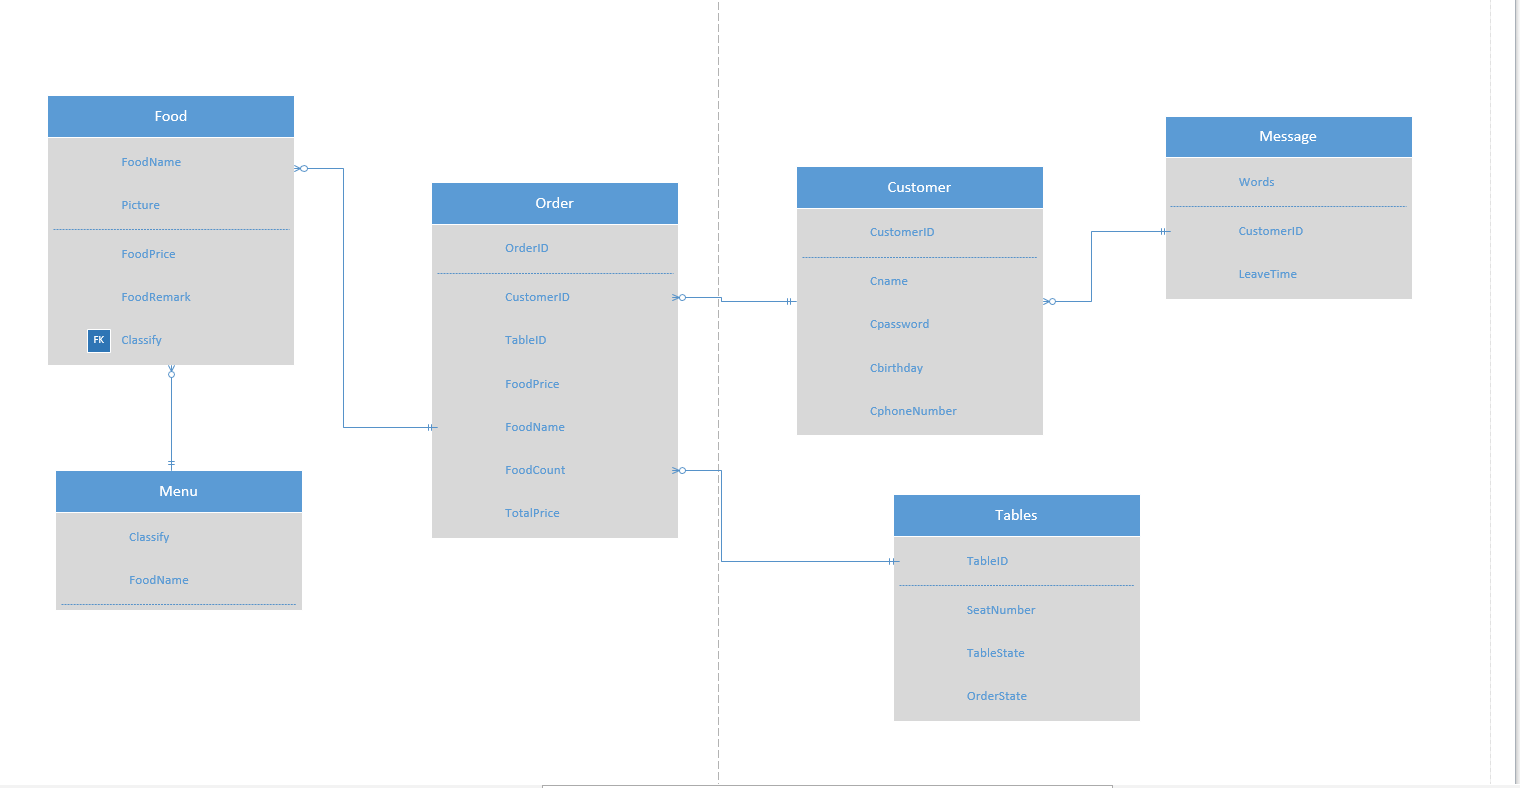 Food
FoodName
Picture
FoodPrice
FoodRemark
FK Classify
Menu
Classify
FoodName
Order
OrderID
CustomerID
TableID
FoodPrice
FoodName
FoodCount
TotalPrice
Customer
CustomerID
Cname
Cpassword
Cbirthday
CphoneNumber
Message
Words
CustomerID
LeaveTime
Tables
TableID
SeatNumber
TableState
OrderState